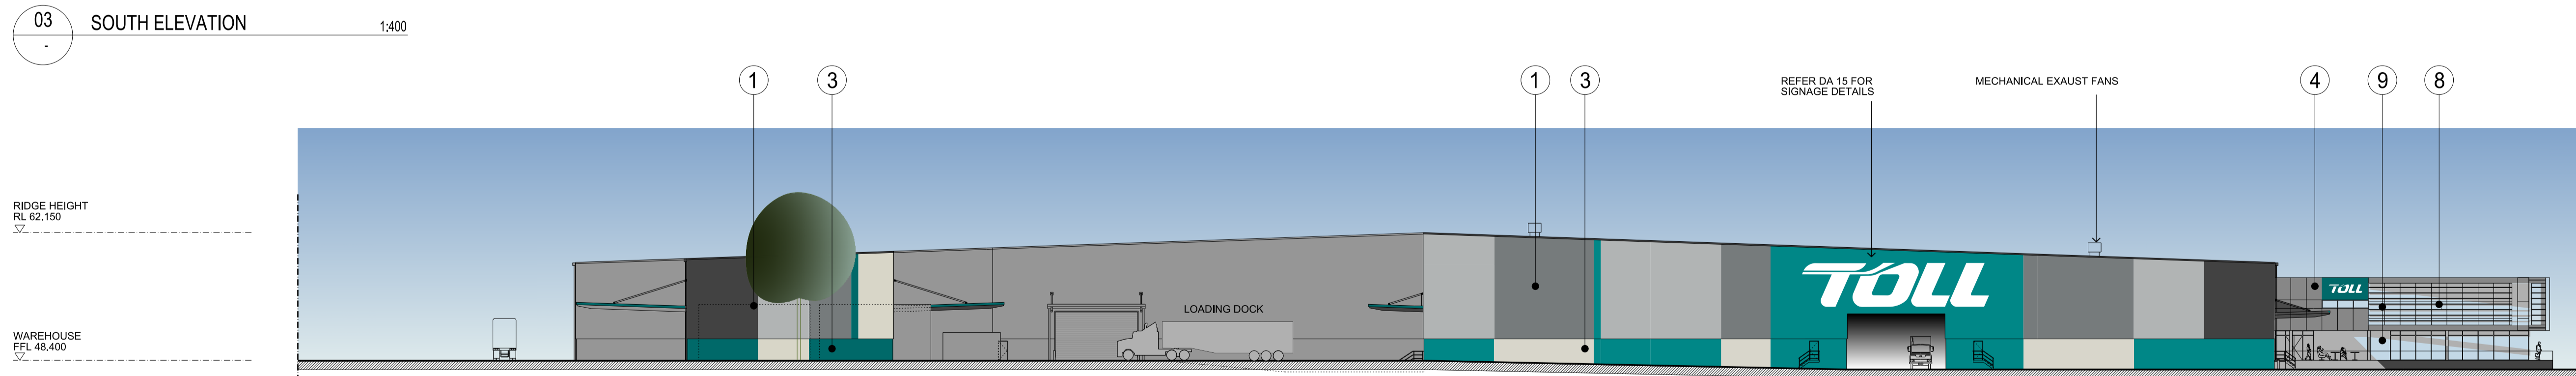 03
-
SOUTH ELEVATION
1:400
1
3
1
3
REFER DA 15 FOR
SIGNAGE DETAILS
MECHANICAL EXAUST FANS
4
9
8
RIDGE HEIGHT
RL 62,150
TOLL
TOLL
LOADING DOCK
WAREHOUSE
FFL 48,400